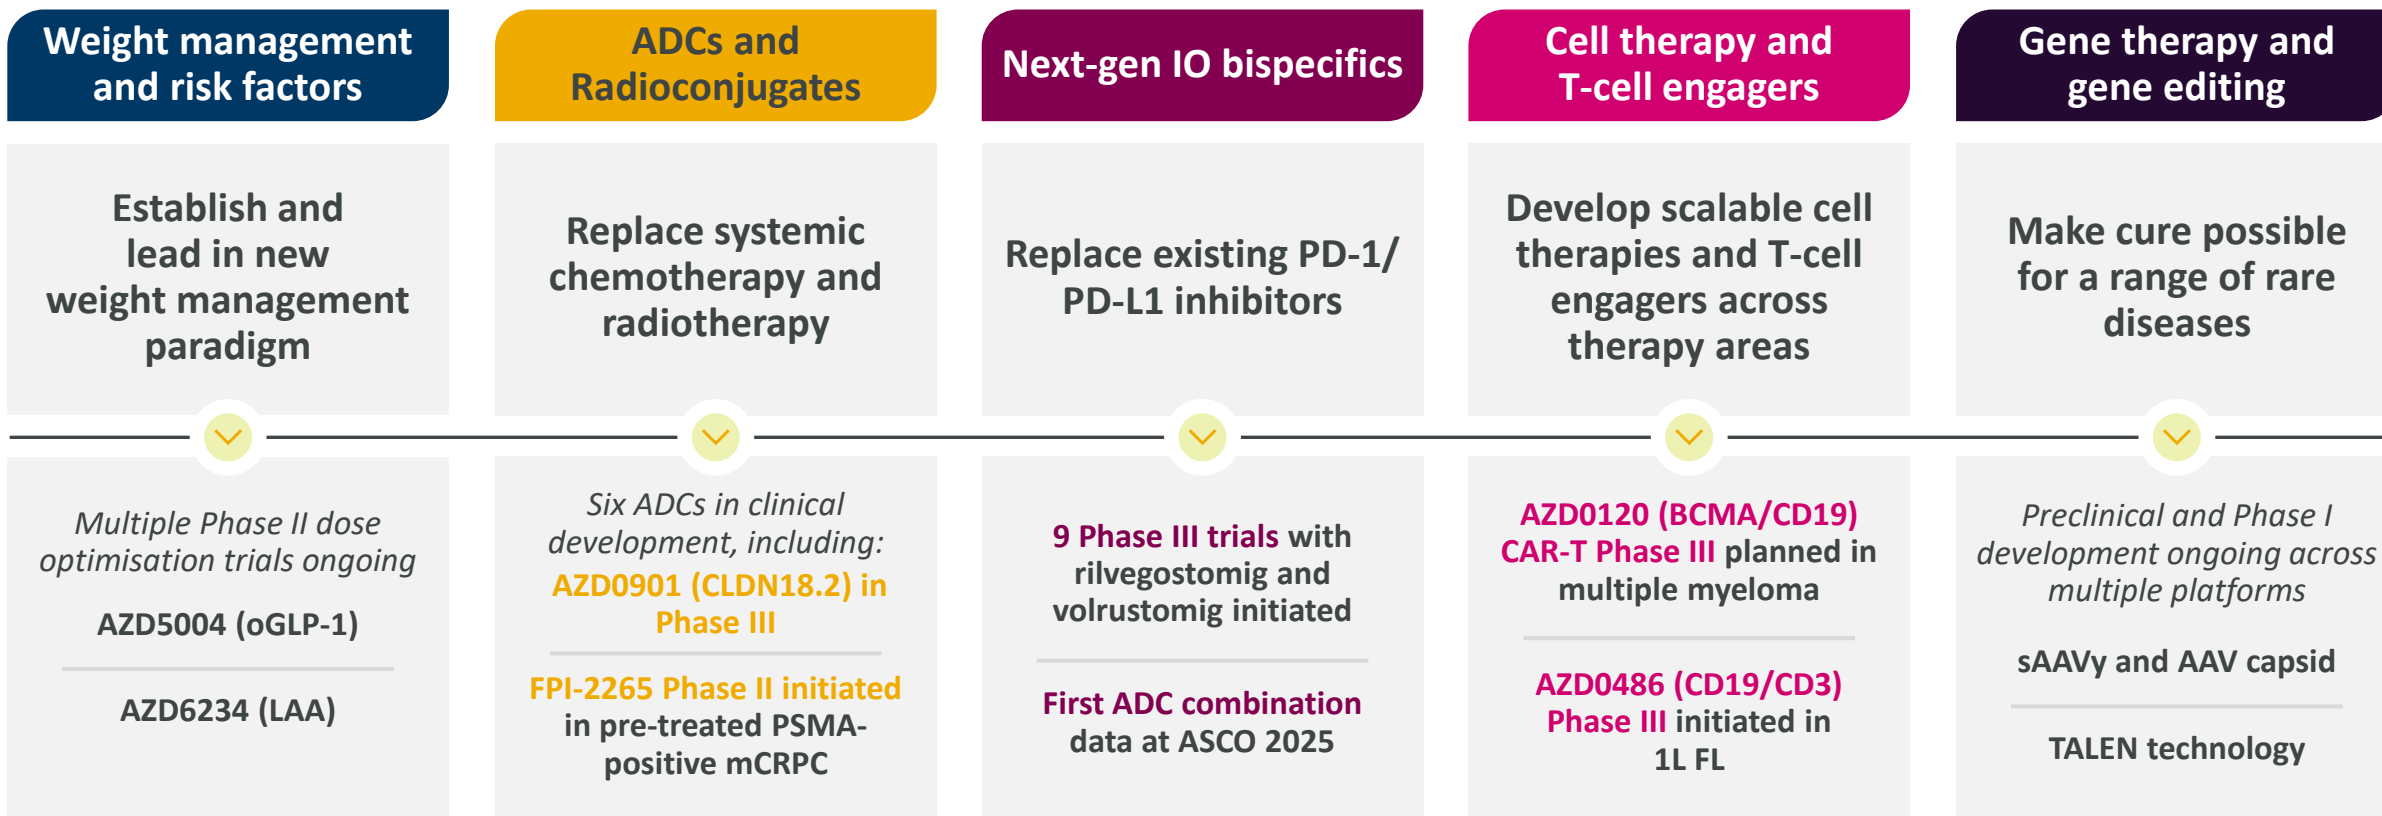 Weight management
and risk factors
Establish and
lead in new
weight management
paradigm
Multiple Phase II dose
optimisation trials ongoing
AZD5004 (oGLP-1)
AZD6234 (LAA)
ADCs and
Radioconjugates
Replace systemic
chemotherapy and
radiotherapy
Six ADCs in clinical
development, including:
AZD0901 (CLDN18.2) in
Phase III
FPI-2265 Phase II initiated
in pre-treated PSMA-
positive mCRPC
Next-gen IO bispecifics
Replace existing PD-1/
PD-L1 inhibitors
9 Phase III trials with
rilvegostomig and
volrustomig initiated
First ADC combination
data at ASCO 2025
Cell therapy and
T-cell engagers
Develop scalable cell
therapies and T-cell
engagers across
therapy areas
AZD0120 (BCMA/CD19)
CAR-T Phase III planned in
multiple myeloma
AZD0486 (CD19/CD3)
Phase III initiated in
1L FL
Gene therapy and
gene editing
Make cure possible
for a range of rare
diseases
Preclinical and Phase I
development ongoing across
multiple platforms
sAAVy and AAV capsid
TALEN technology